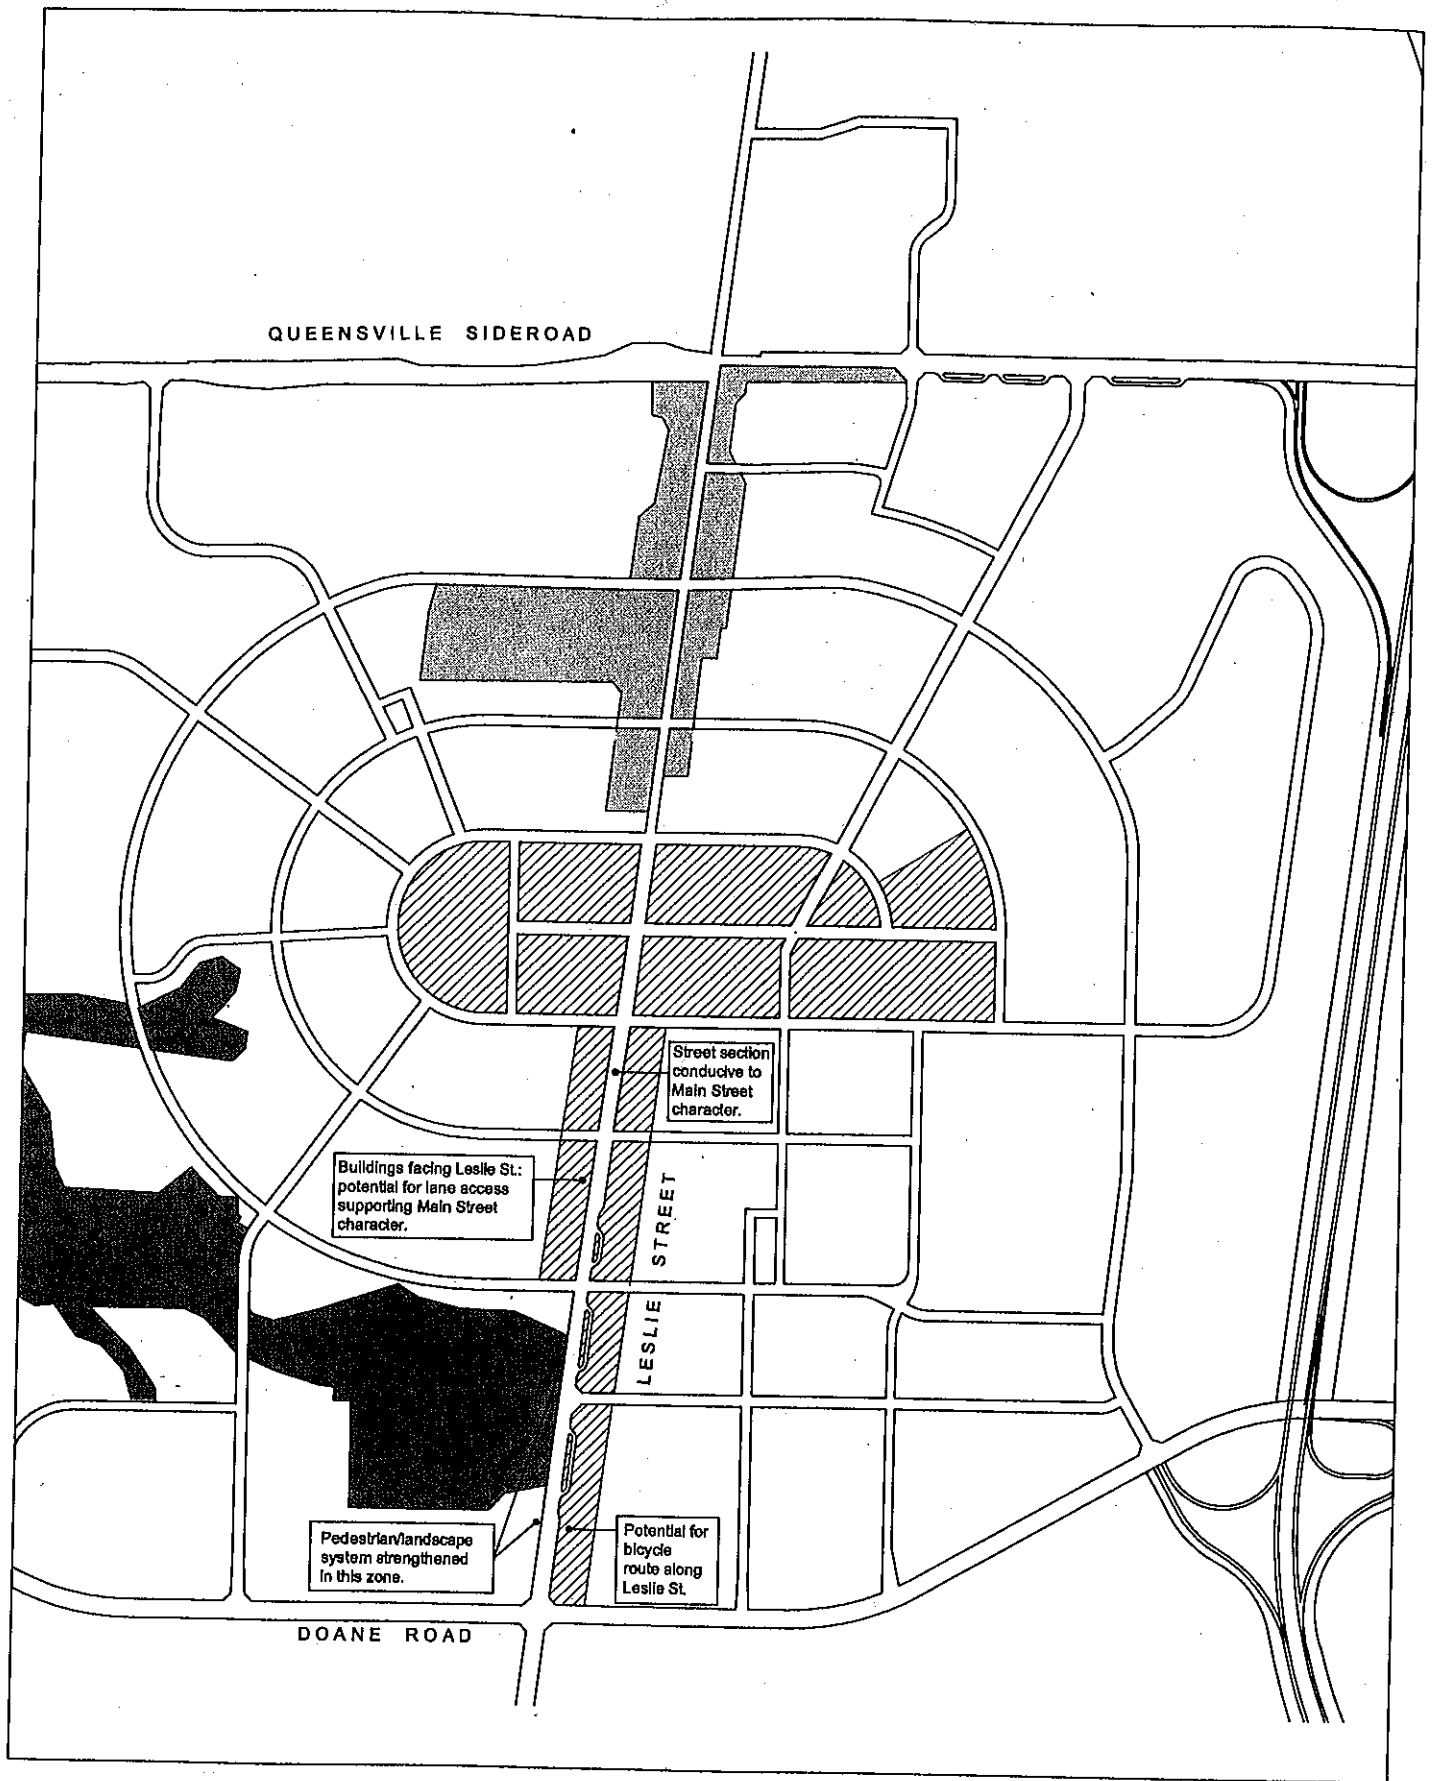 QUEENSVILLE SIDEROAD
Street section
conducive to
Main Street
character.
Buildings facing Leslie St.:
potential for lane access
supporting Main Street
character.
LESLIE STREET
Pedestrian/landscape
system strengthened
in this zone.
Potential for
bicycle
route along
Leslie St.
DOANE ROAD